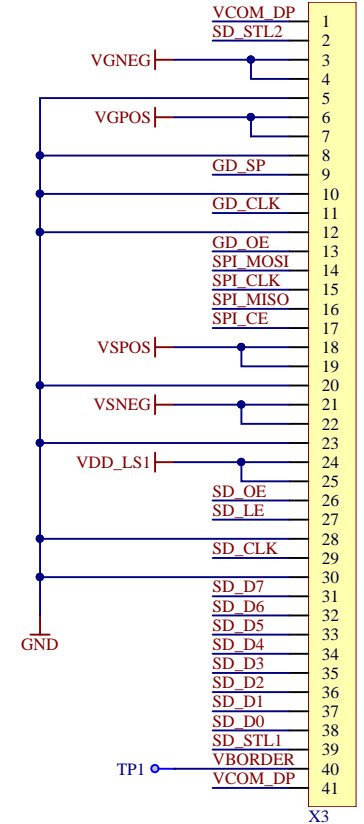 VCOM_DP 1
SD_STL2 2
VGNEG 3
4
5
VGPOS 6
7
8
GD_SP 9
10
GD_CLK 11
12
GD_OE 13
SPI_MOSI 14
SPI_CLK 15
SPI_MISO 16
SPI_CE 17
VSPOS 18
19
20
VSNEG 21
22
23
VDD_LS1 24
25
SD_OE 26
SD_LE 27
28
SD_CLK 29
30
SD_D7 31
SD_D6 32
SD_D5 33
GND
SD_D4 34
SD_D3 35
SD_D2 36
SD_D1 37
SD_D0 38
SD_STL1 39
TP1 VBORDER 40
VCOM_DP 41
X3